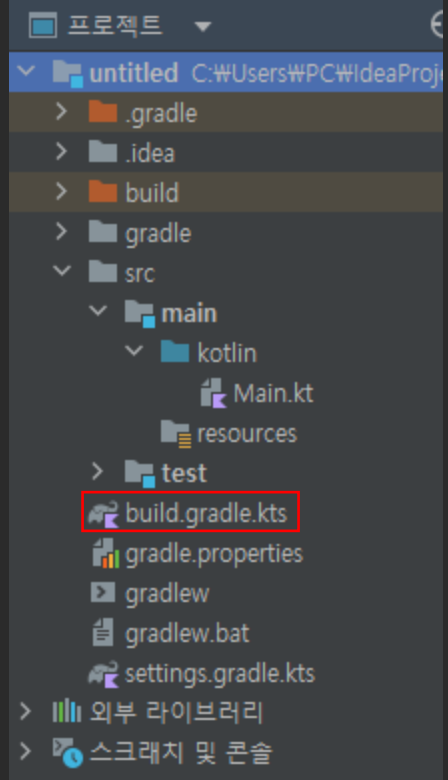 프로젝트
untitled C:₩Users₩PC₩IdeaProj
.gradle
.idea
build
gradle
src
main
kotlin
Main.kt
resources
test
build.gradle.kts
gradle.properties
gradlew
gradlew.bat
settings.gradle.kts
외부 라이브러리
스크래치 및 콘솔